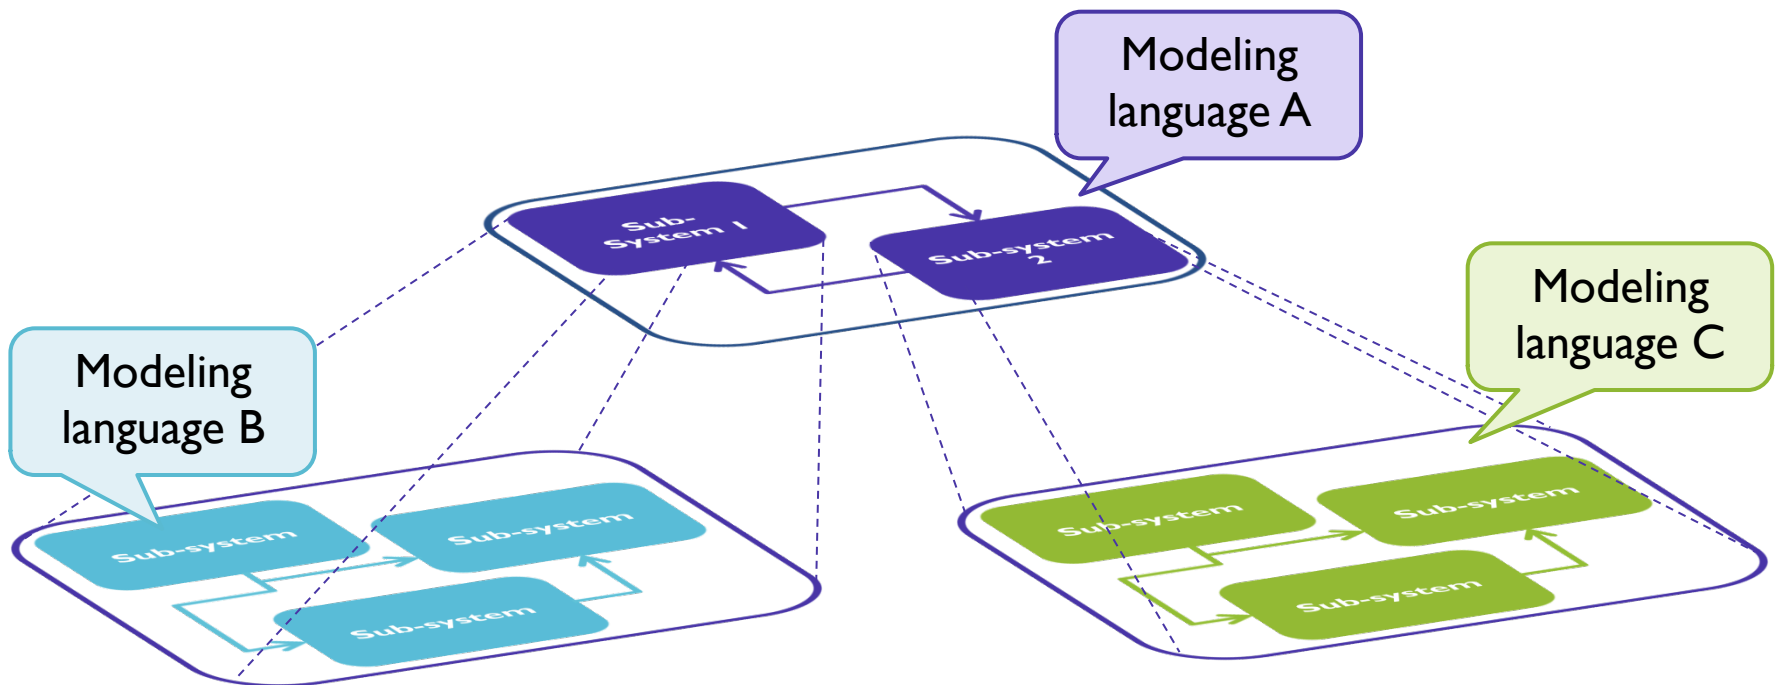 Modeling
language A
Sub-
System 1
Sub-system
2
Modeling
language C
Modeling
language B
Sub-system
Sub-system
Sub-system
Sub-system
Sub-system
Sub-system